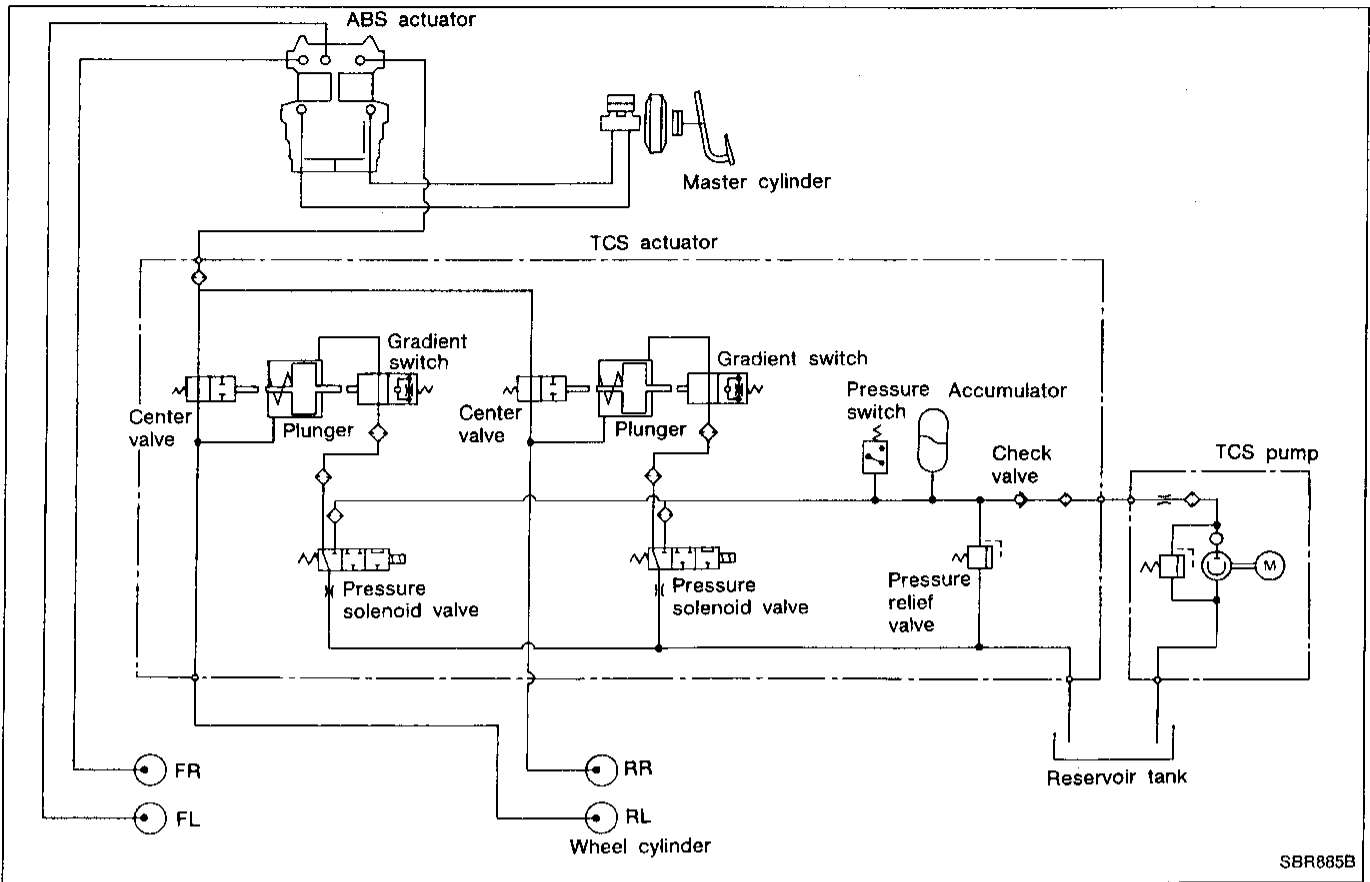 ABS actuator
Master cylinder
TCS actuator
Gradient
switch
Gradient switch
Center
valve
Plunger
Center
valve
Plunger
Pressure
switch
Accumulator
Check
valve
TCS pump
M
Pressure
solenoid valve
Pressure
solenoid valve
Pressure
relief
valve
FR
FL
RR
RL
Wheel cylinder
Reservoir tank
SBR885B